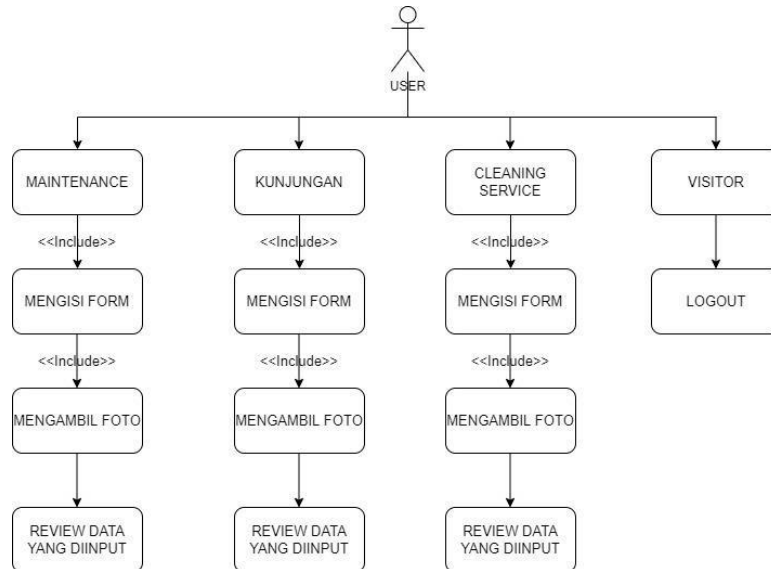 USER
MAINTENANCE
KUNJUNGAN
CLEANING
SERVICE
VISITOR
<<Include>>
<<Include>>
<<Include>>
MENGISI FORM
MENGISI FORM
MENGISI FORM
LOGOUT
<<Include>>
<<Include>>
<<Include>>
MENGAMBIL FOTO
MENGAMBIL FOTO
MENGAMBIL FOTO
REVIEW DATA
YANG DIINPUT
REVIEW DATA
YANG DIINPUT
REVIEW DATA
YANG DIINPUT